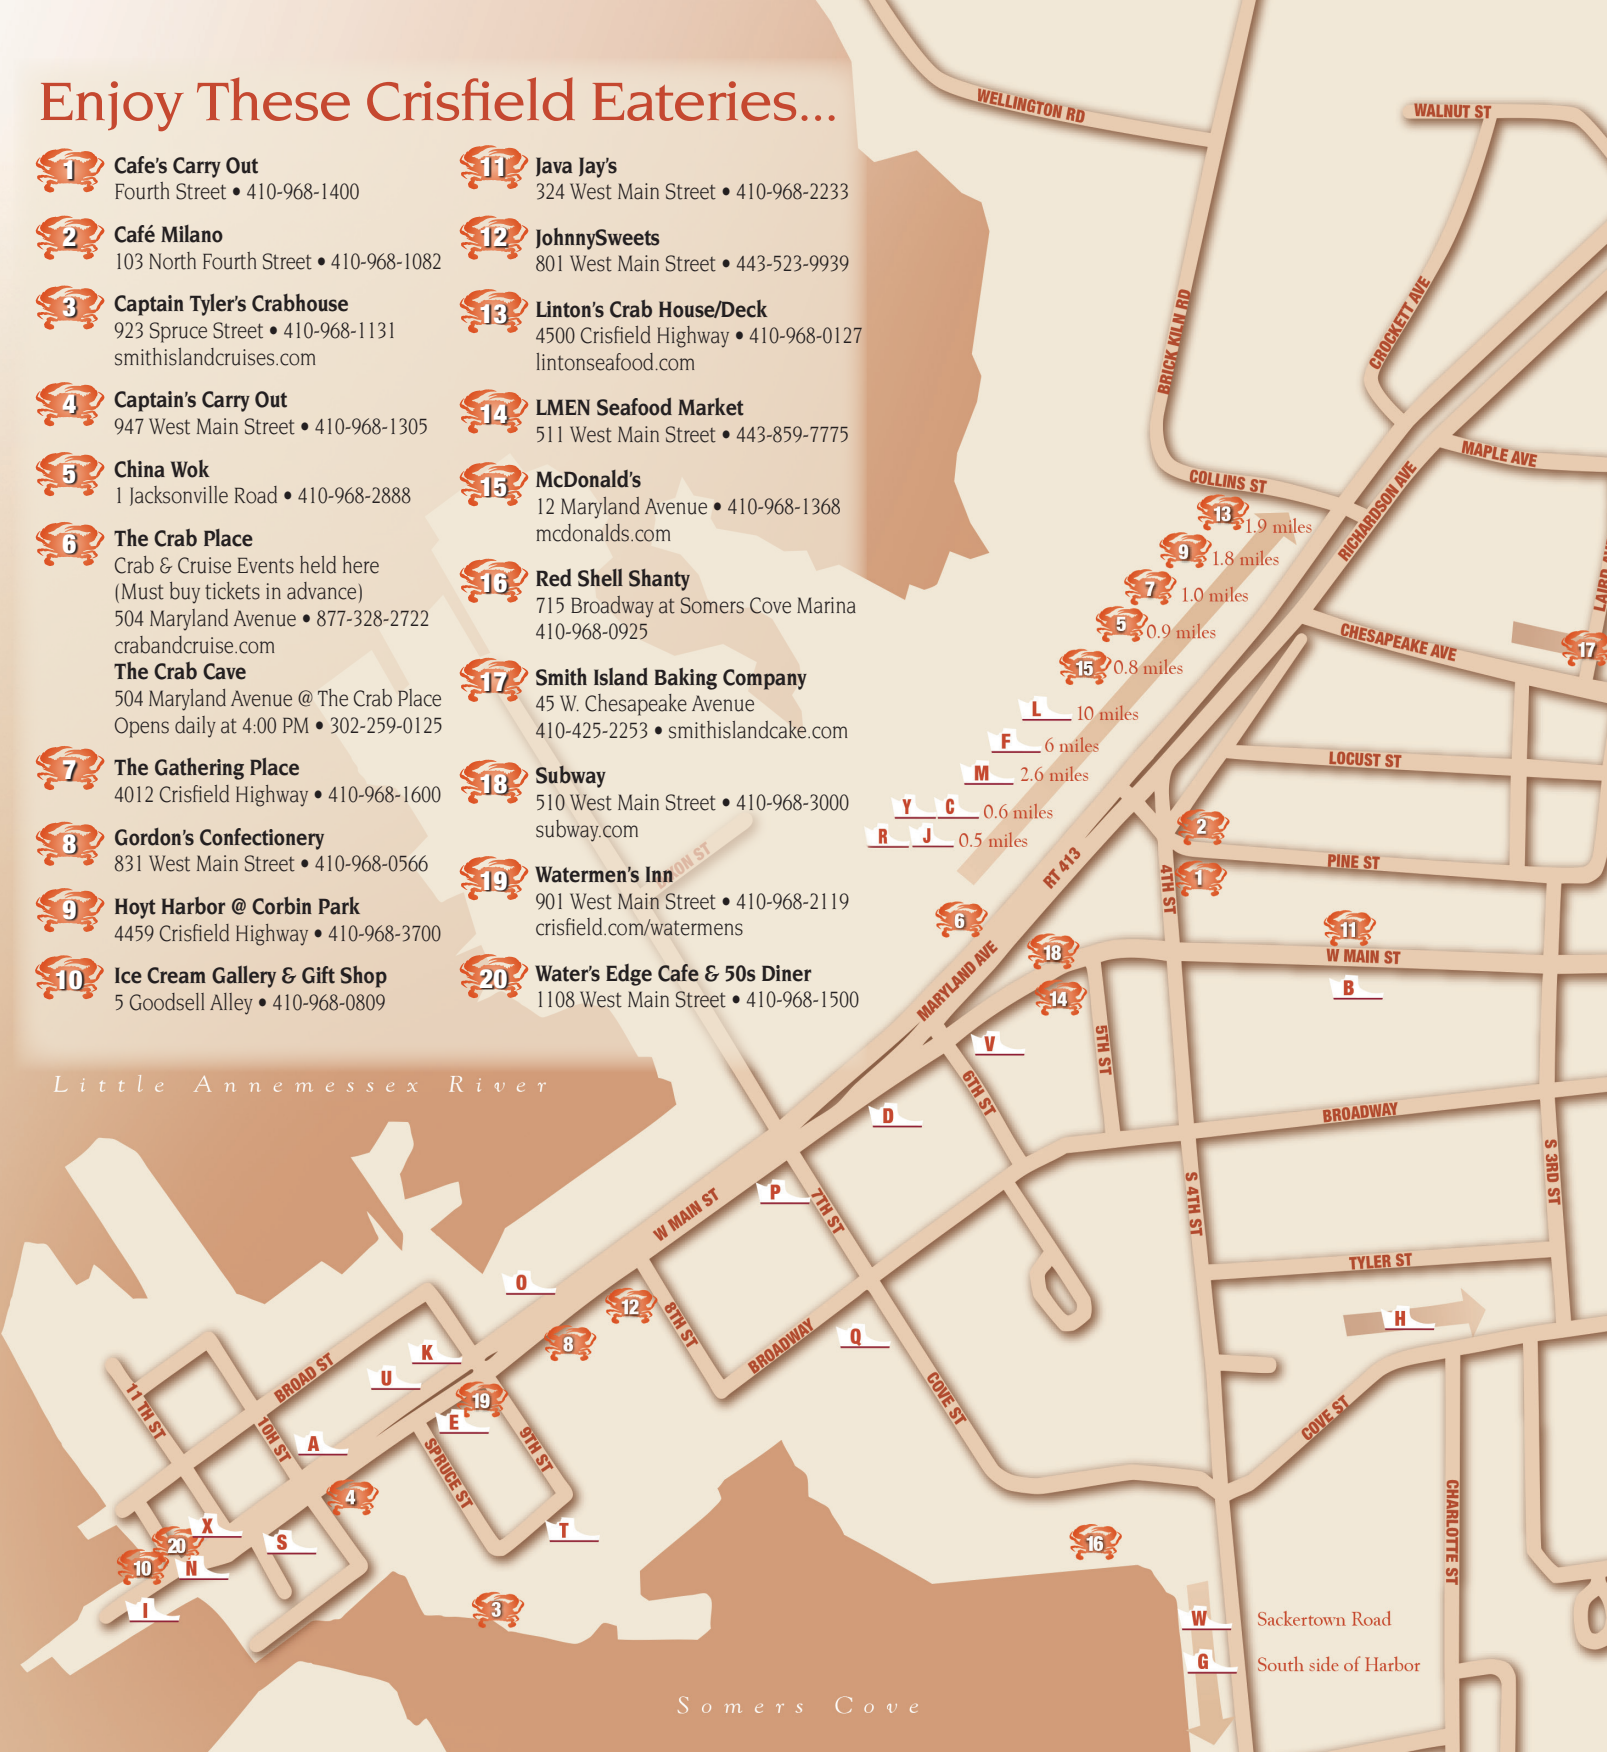 Enjoy These Crisfield Eateries...
1
Cafe's Carry Out
Fourth Street • 410-968-1400
2
Café Milano
103 North Fourth Street • 410-968-1082
3
Captain Tyler's Crabhouse
923 Spruce Street • 410-968-1131
smithislandcruises.com
4
Captain's Carry Out
947 West Main Street • 410-968-1305
5
China Wok
1 Jacksonville Road • 410-968-2888
6
The Crab Place
Crab & Cruise Events held here
(Must buy tickets in advance)
504 Maryland Avenue • 877-328-2722
crabandcruise.com
The Crab Cave
504 Maryland Avenue @ The Crab Place
Opens daily at 4:00 PM • 302-259-0125
7
The Gathering Place
4012 Crisfield Highway • 410-968-1600
8
Gordon's Confectionery
831 West Main Street • 410-968-0566
9
Hoyt Harbor @ Corbin Park
4459 Crisfield Highway • 410-968-3700
10
Ice Cream Gallery & Gift Shop
5 Goodsell Alley • 410-968-0809
11
Java Jay's
324 West Main Street • 410-968-2233
12
JohnnySweets
801 West Main Street • 443-523-9939
13
Linton's Crab House/Deck
4500 Crisfield Highway • 410-968-0127
lintonseafood.com
14
LMEN Seafood Market
511 West Main Street • 443-859-7775
15
McDonald's
12 Maryland Avenue • 410-968-1368
mcdonalds.com
16
Red Shell Shanty
715 Broadway at Somers Cove Marina
410-968-0925
17
Smith Island Baking Company
45 W. Chesapeake Avenue
410-425-2253 • smithislandcake.com
18
Subway
510 West Main Street • 410-968-3000
subway.com
19
Watermen's Inn
901 West Main Street • 410-968-2119
crisfield.com/watermens
20
Water's Edge Cafe & 50s Diner
1108 West Main Street • 410-968-1500
WELLINGTON RD
WALNUT ST
BRICK KILN RD
CROCKETT AVE
MAPLE AVE
COLLINS ST
RICHARDSON AVE
LAIRD
13 1.9 miles
9 1.8 miles
7 1.0 miles
5 0.9 miles
15 0.8 miles
L 10 miles
F 6 miles
M 2.6 miles
Y C 0.6 miles
R J 0.5 miles
CHESAPEAKE AVE
17
LOCUST ST
2
PINE ST
1
4TH ST
RT 413
ST
6
18
14
11
W MAIN ST
B
MARYLAND AVE
V
5TH ST
6TH ST
D
BROADWAY
S 3RD ST
S 4TH ST
P
7TH ST
W MAIN ST
TYLER ST
H
Little Annemessex River
O
12
8
8TH ST
BROADWAY
Q
K
U
BROAD ST
19
E
11TH ST
10H ST
A
SPRUCE ST
9TH ST
COVE ST
COVE ST
CHARLOTTE ST
4
X
20
S
10
N
I
T
3
16
W Sackertown Road
G South side of Harbor
Somers Cove